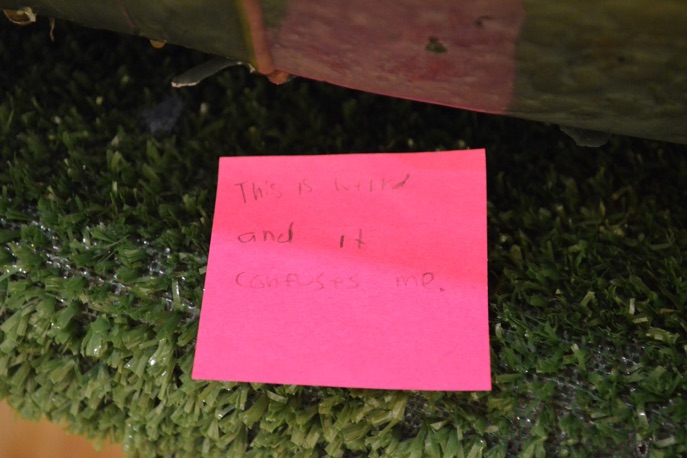 This is weird
and it
confuses me.